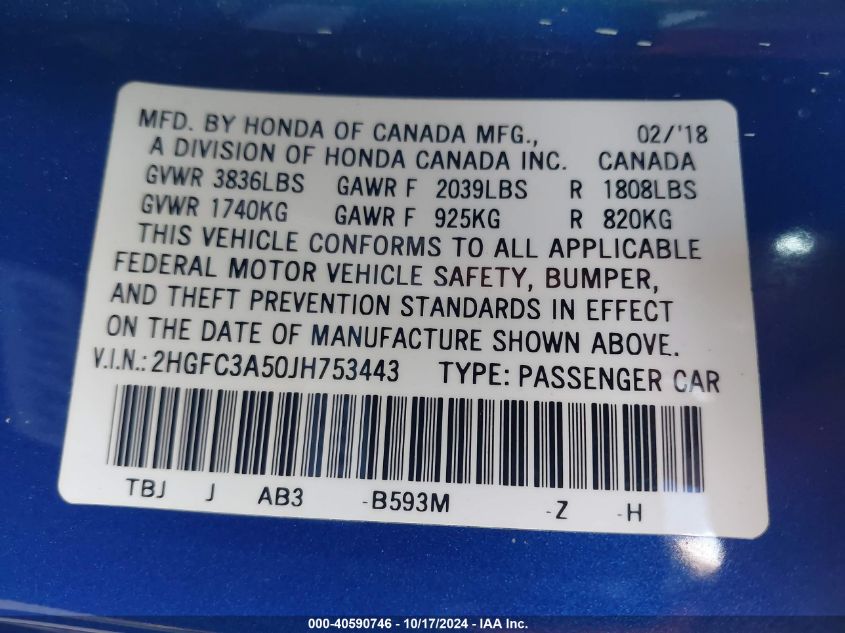 MFD. BY HONDA OF CANADA MFG., 02/'18
A DIVISION OF HONDA CANADA INC. CANADA
GVWR 3836LBS GAWR F 2039LBS R 1808LBS
GVWR 1740KG GAWR F 925KG R 820KG
THIS VEHICLE CONFORMS TO ALL APPLICABLE
FEDERAL MOTOR VEHICLE SAFETY, BUMPER,
AND THEFT PREVENTION STANDARDS IN EFFECT
ON THE DATE OF MANUFACTURE SHOWN ABOVE.
V.I.N.: 2HGFC3A50JH753443 TYPE: PASSENGER CAR
TBJ J AB3 -B593M -Z -H
000-40590746 - 10/17/2024 - IAA Inc.